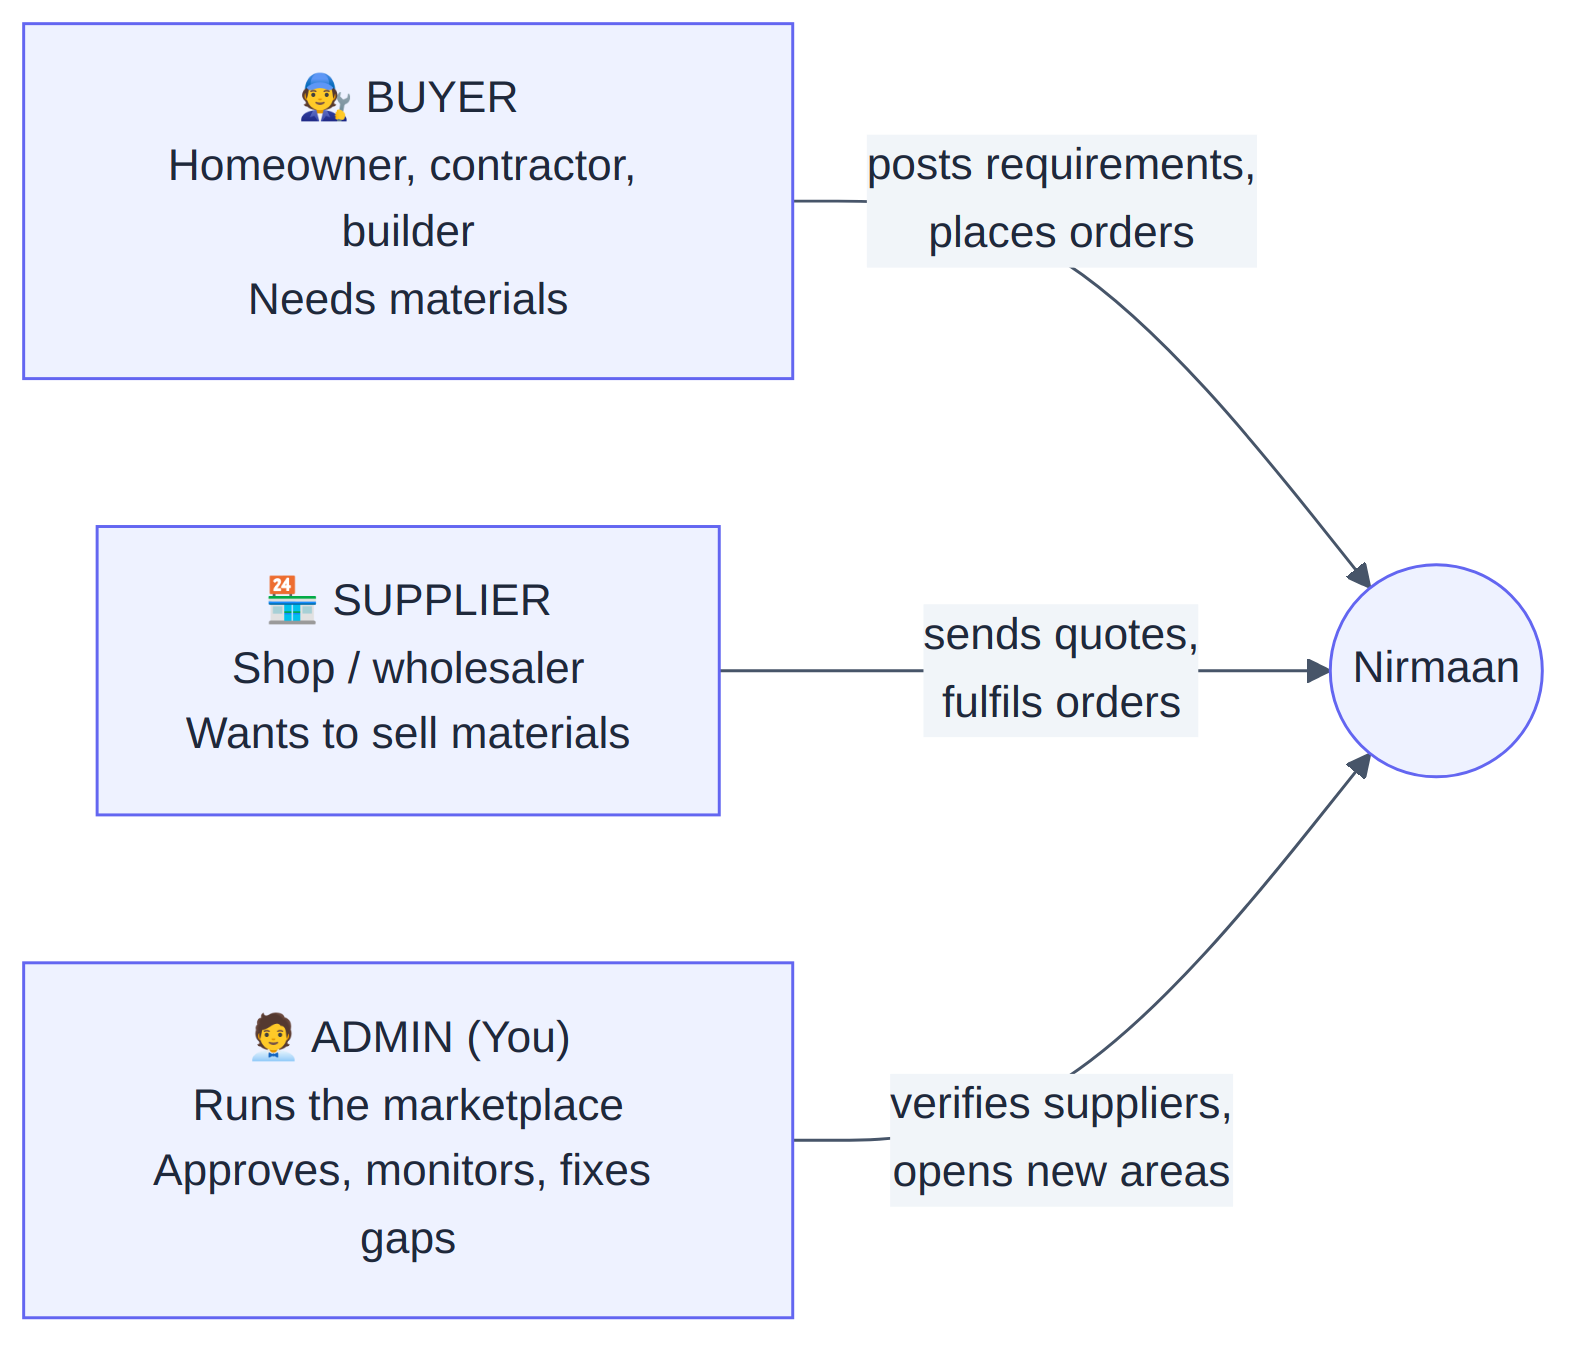 🧑‍🔧 BUYER
Homeowner, contractor,
builder
Needs materials
posts requirements,
places orders
🏪 SUPPLIER
Shop / wholesaler
Wants to sell materials
sends quotes,
fulfils orders
Nirmaan
🧑‍💼 ADMIN (You)
Runs the marketplace
Approves, monitors, fixes
gaps
verifies suppliers,
opens new areas